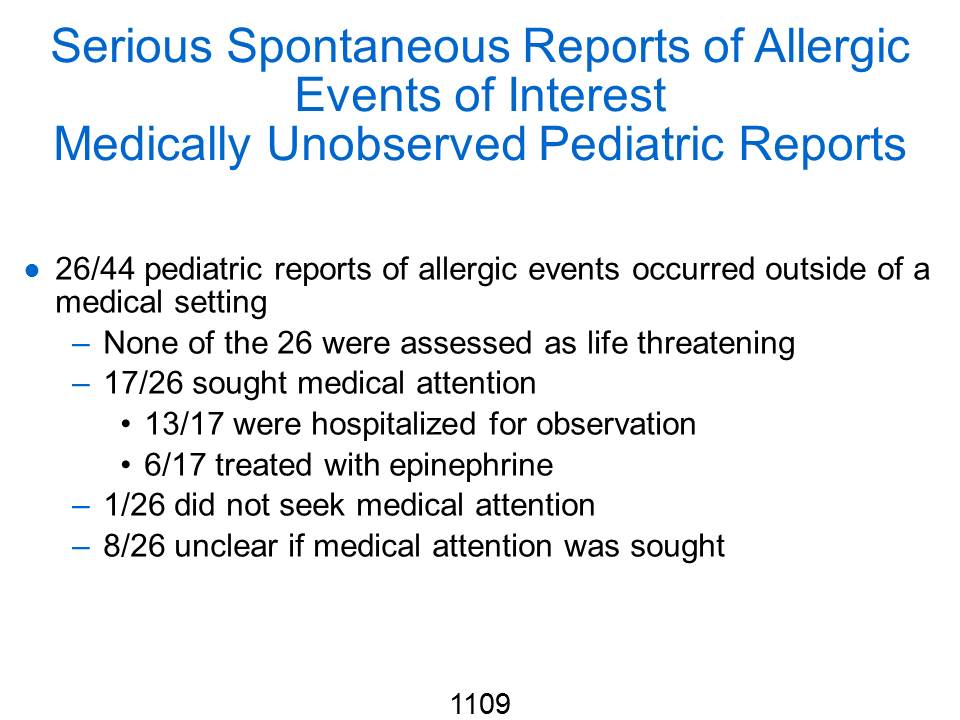 Serious Spontaneous Reports of Allergic
Events of Interest
Medically Unobserved Pediatric Reports
● 26/44 pediatric reports of allergic events occurred outside of a
medical setting
– None of the 26 were assessed as life threatening
– 17/26 sought medical attention
• 13/17 were hospitalized for observation
• 6/17 treated with epinephrine
– 1/26 did not seek medical attention
– 8/26 unclear if medical attention was sought
1109